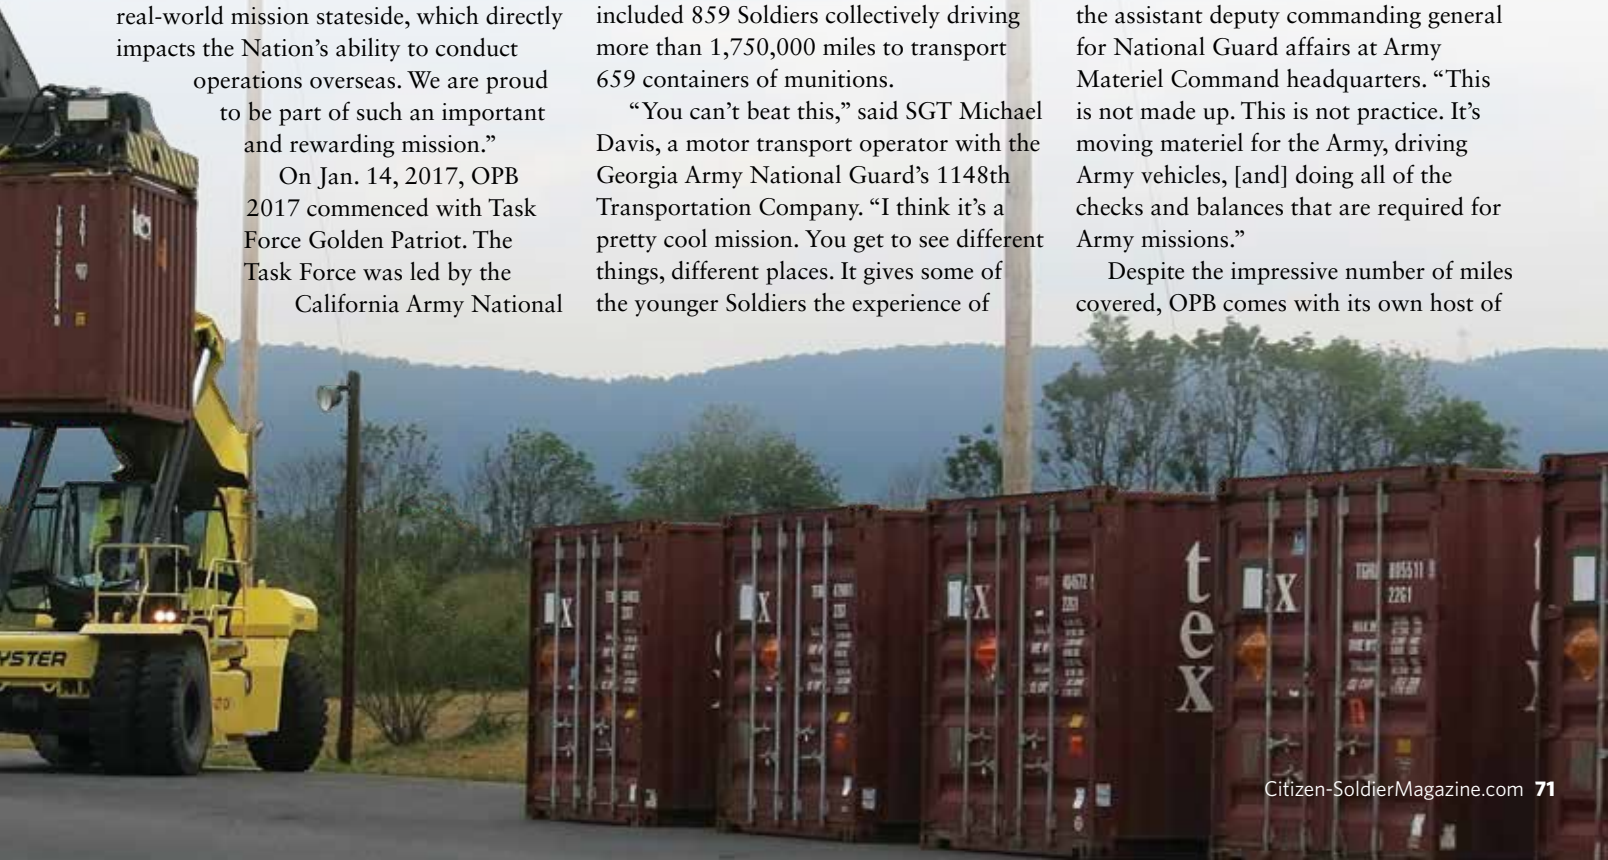 real-world mission stateside, which directly
impacts the Nation’s ability to conduct
operations overseas. We are proud
to be part of such an important
and rewarding mission.”
On Jan. 14, 2017, OPB
2017 commenced with Task
Force Golden Patriot. The
Task Force was led by the
California Army National
included 859 Soldiers collectively driving
more than 1,750,000 miles to transport
659 containers of munitions.
“You can’t beat this,” said SGT Michael
Davis, a motor transport operator with the
Georgia Army National Guard’s 1148th
Transportation Company. “I think it’s a
pretty cool mission. You get to see different
things, different places. It gives some of
the younger Soldiers the experience of
the assistant deputy commanding general
for National Guard affairs at Army
Materiel Command headquarters. “This
is not made up. This is not practice. It’s
moving materiel for the Army, driving
Army vehicles, [and] doing all of the
checks and balances that are required for
Army missions.”
Despite the impressive number of miles
covered, OPB comes with its own host of
tex
YSTER
x
x
x
x
22G1
22G1
tex
Citizen-SoldierMagazine.com 71